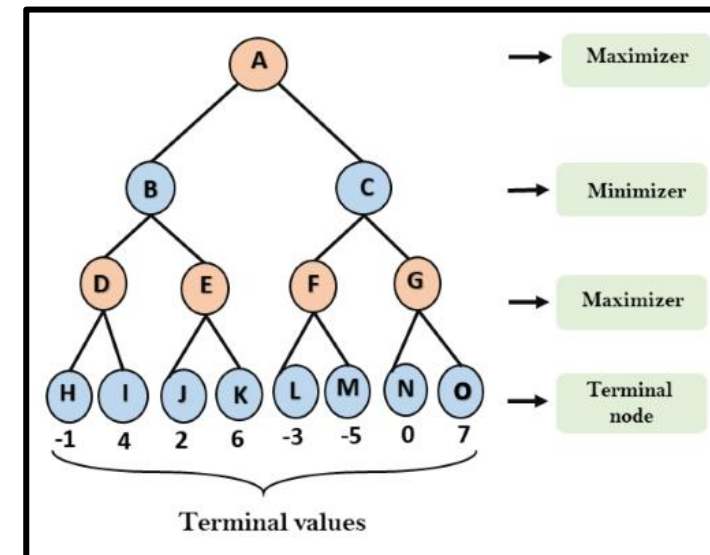 A
Maximizer
B C
Minimizer
D E F G
Maximizer
H I J K L M N O
Terminal
node
-1 4 2 6 -3 -5 0 7
Terminal values